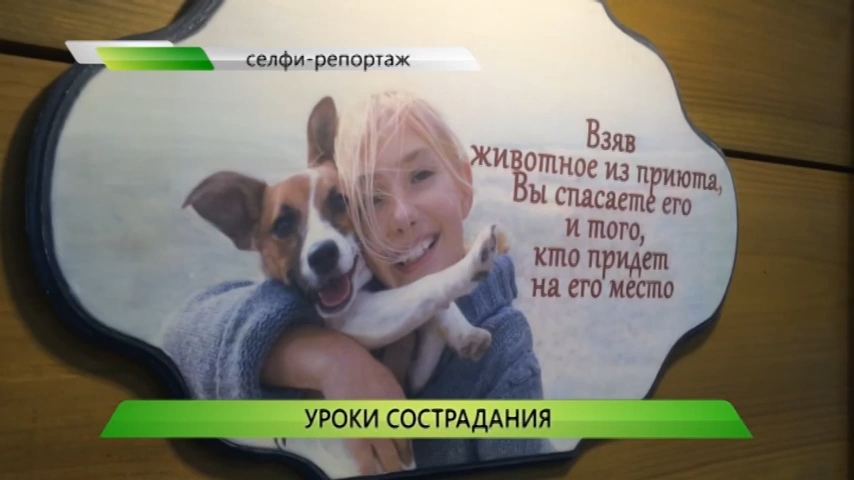 селфи-репортаж
Взяв
животное из приюта,
Вы спасаете его
и того,
кто придет
на его место
УРОКИ СОСТРАДАНИЯ